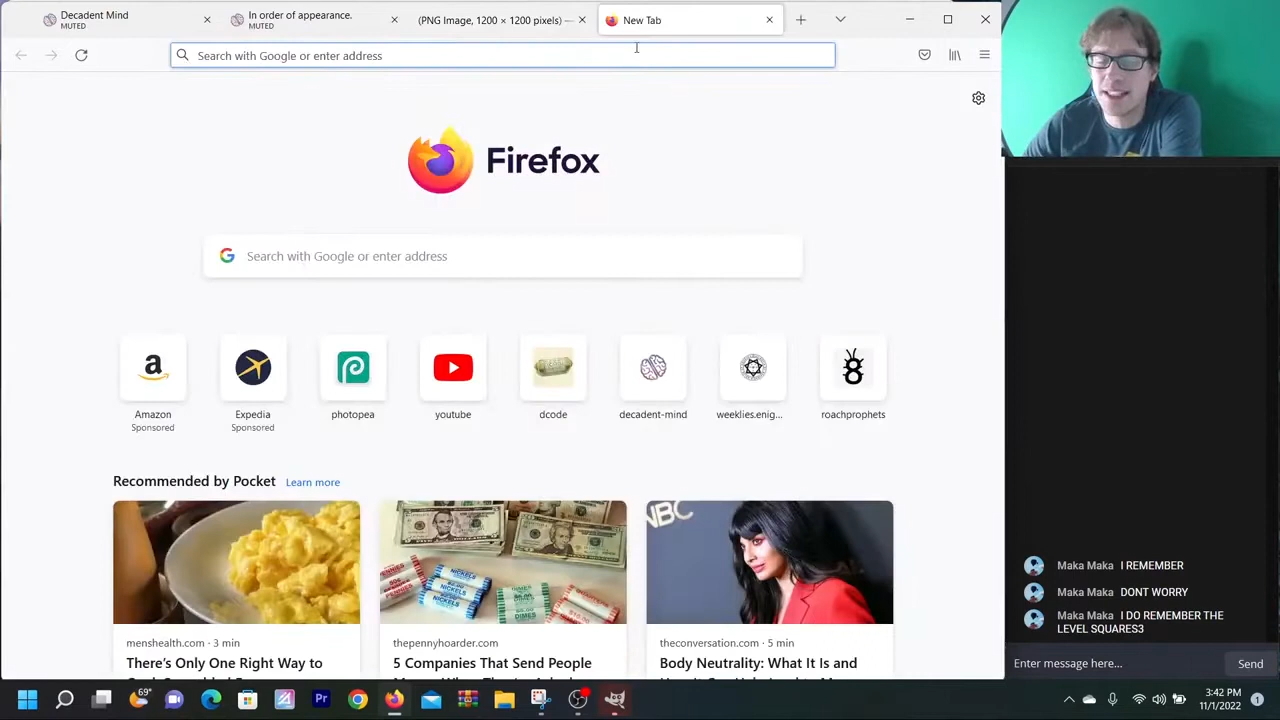 Decadent Mind
MUTED
In order of appearance.
MUTED
(PNG Image, 1200 × 1200 pixels) —
New Tab
Search with Google or enter address
Firefox
Search with Google or enter address
Amazon
Sponsored
Expedia
Sponsored
photopea
youtube
dcode
decadent-mind
weeklies.enig...
roachprophets
Recommended by Pocket
Learn more
NBC
menshealth.com · 3 min
There's Only One Right Way to
thepennyhoarder.com
5 Companies That Send People
theconversation.com · 5 min
Body Neutrality: What It Is and
Maka Maka I REMEMBER
Maka Maka DONT WORRY
Maka Maka I DO REMEMBER THE
LEVEL SQUARES3
Enter message here...
Send
69°
Pr
3:42 PM
11/1/2022
1